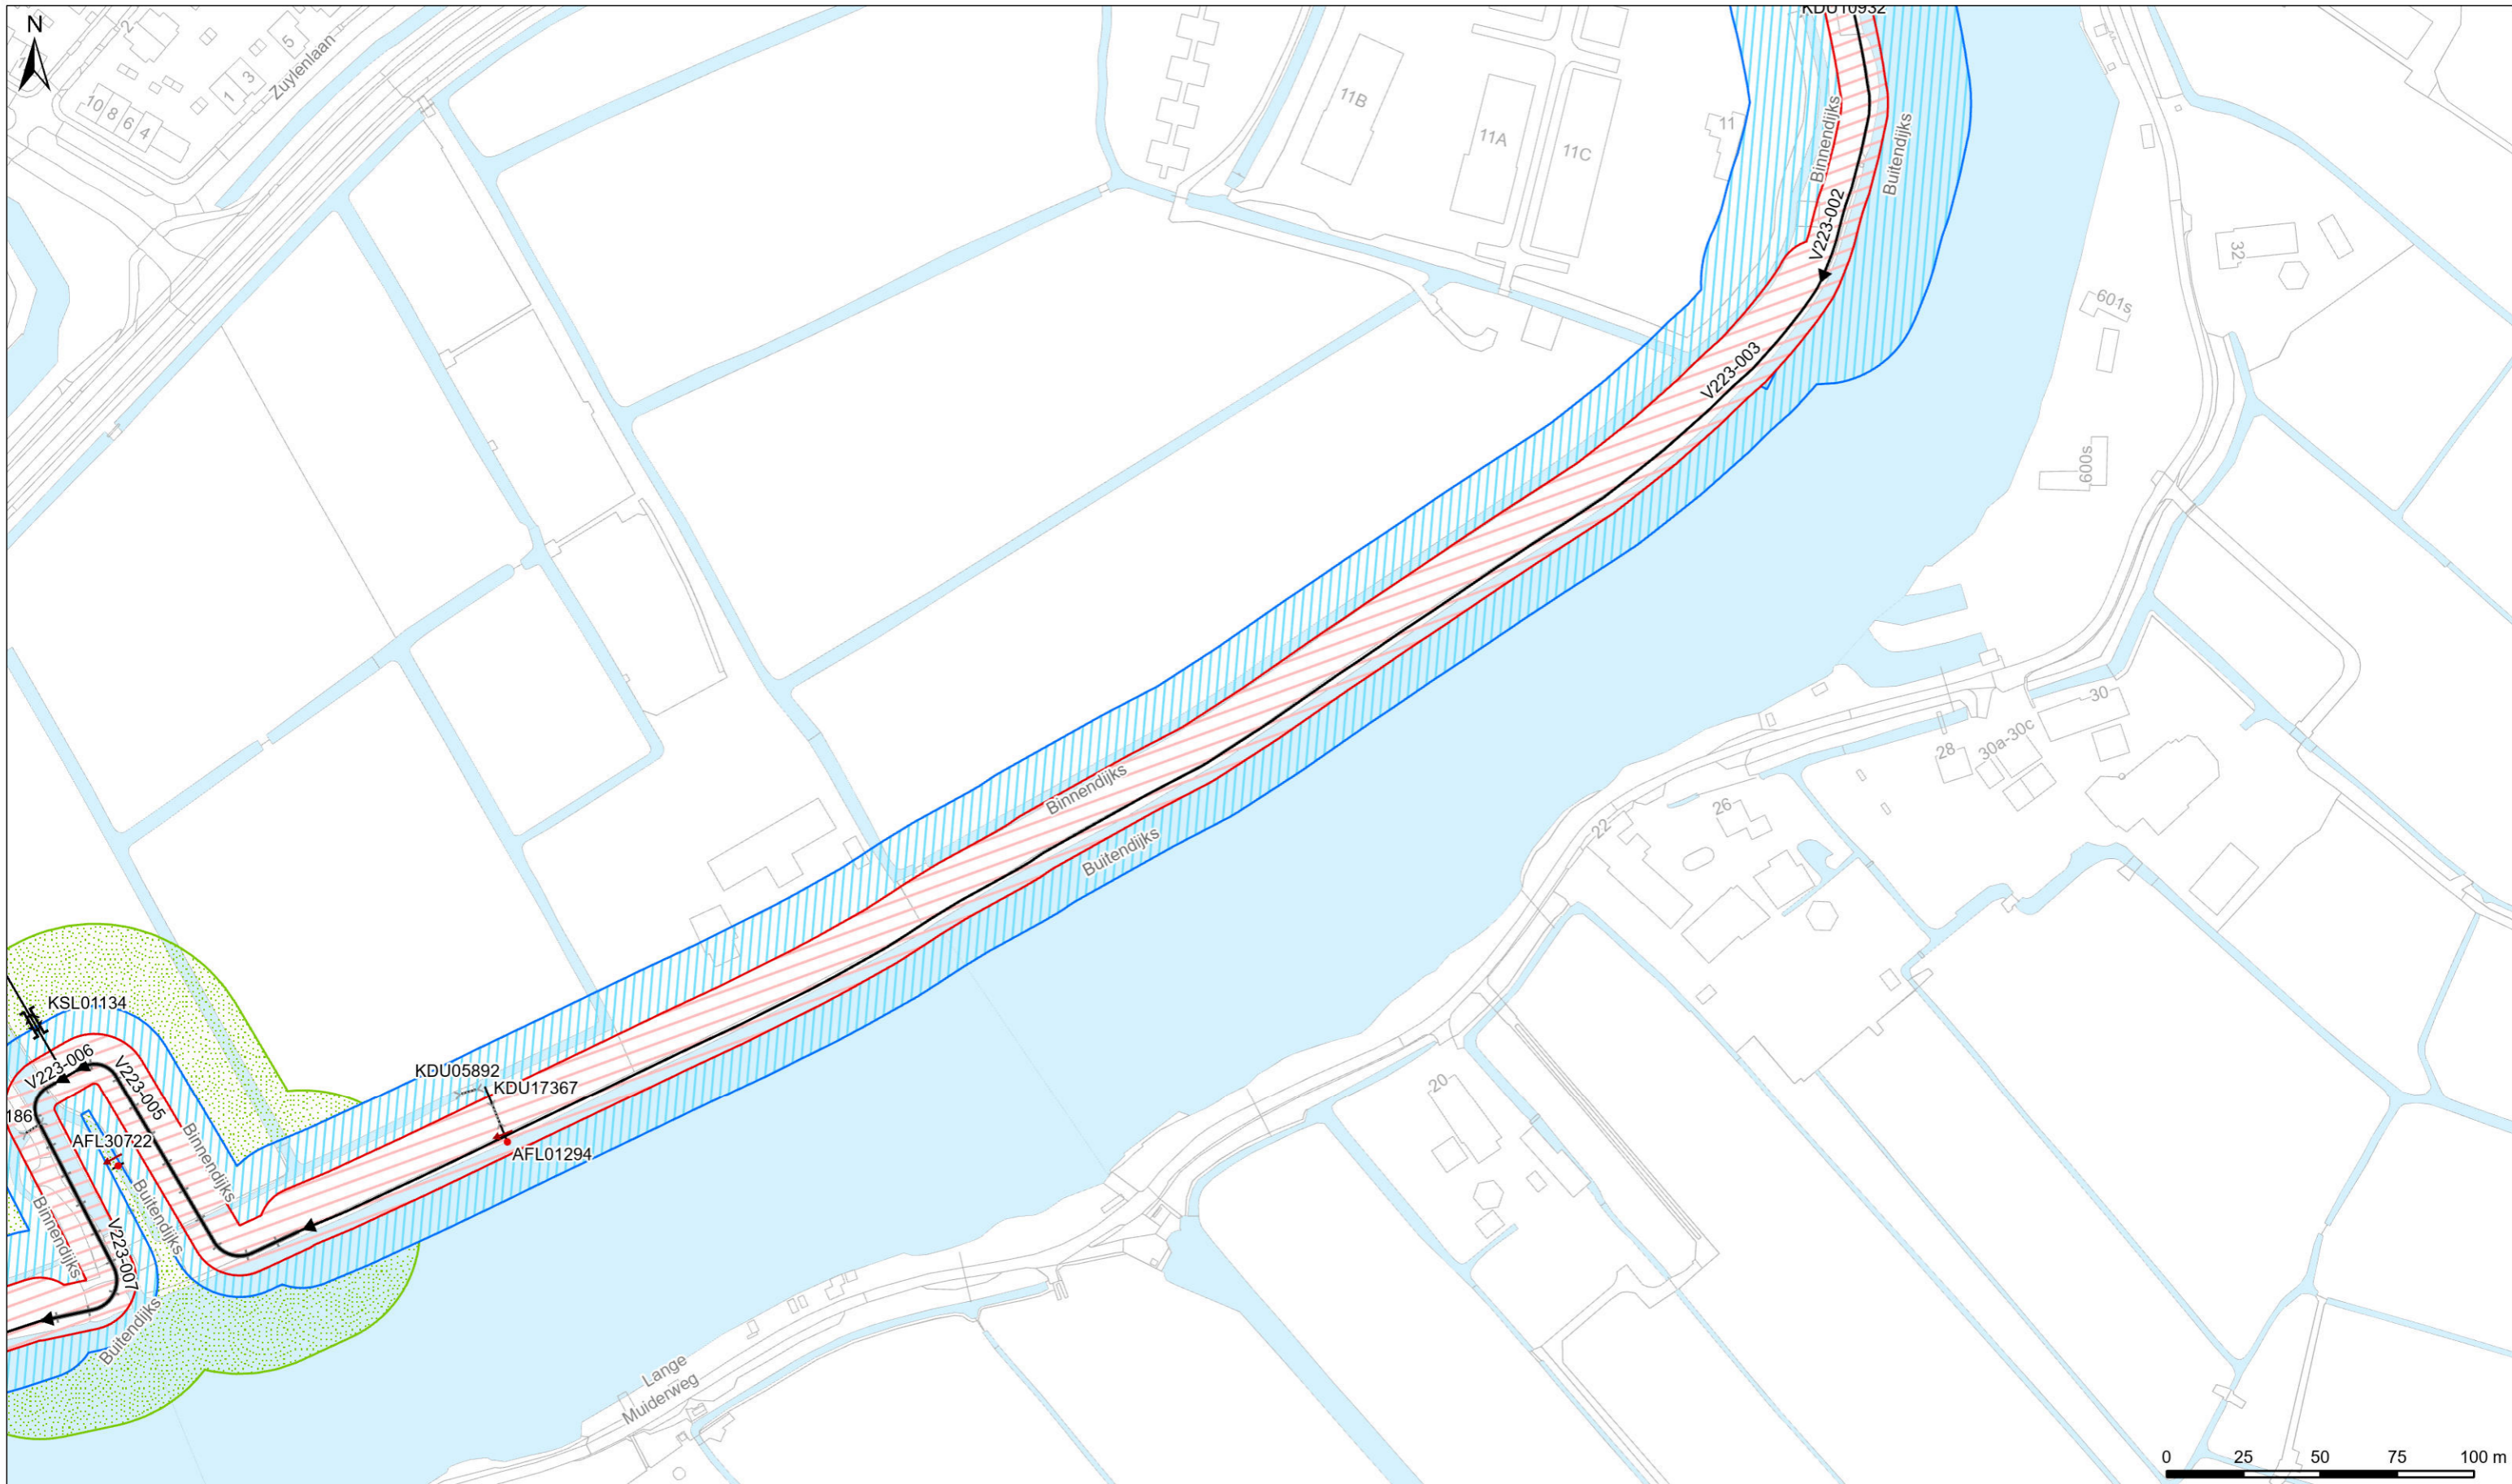 KDU10932
N
2
5
Zuylenlaan
1
3
1
10
8
6
4
11B
11A
11C
11
Binnendijks
Buitendijks
V223-002
32
601s
V223-003
600s
30
28
30a-30c
26
22
Binnendijks
Buitendijks
KSL01134
V223-006
V223-005
KDU05892
KDU17367
186
AFL30722
AFL01294
20
Binnendijks
Buitendijks
Binnendijks
V223-007
Buitendijks
Lange
Muiderweg
0 25 50 75 100 m